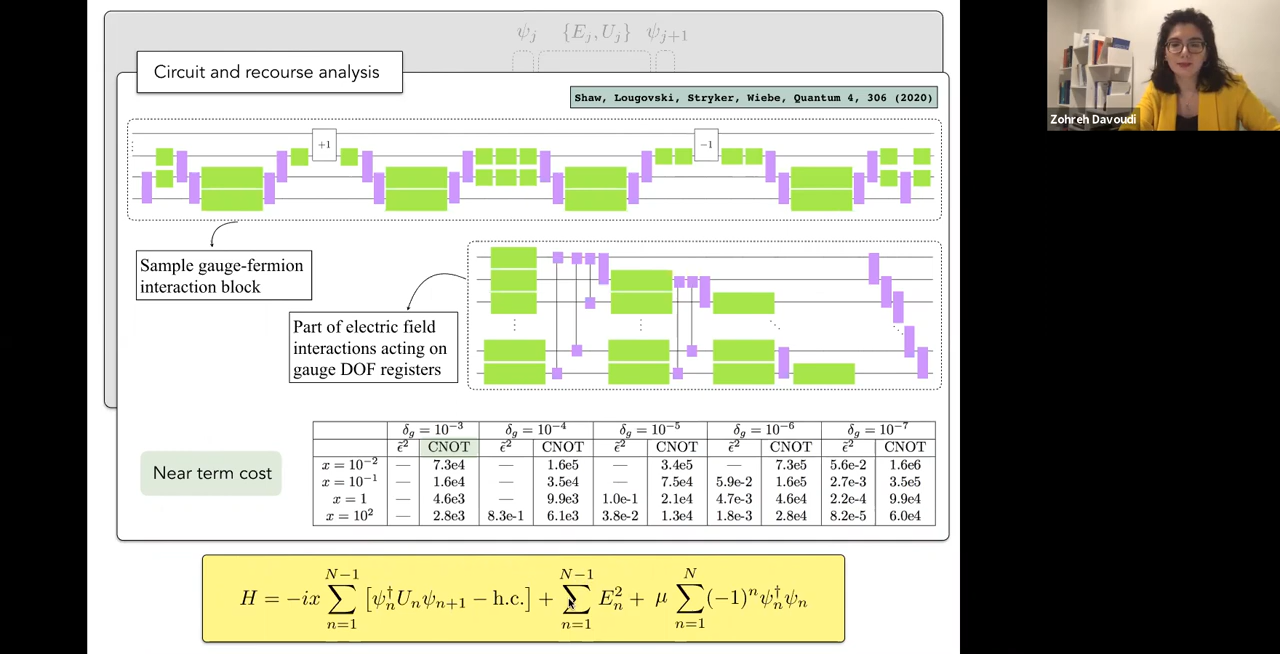 ψ_j {E_j, U_j} ψ_{j+1}
Circuit and recourse analysis
Shaw, Lougovski, Stryker, Wiebe, Quantum 4, 306 (2020)
Zohreh Davoudi
+1
−1
Sample gauge-fermion
interaction block
Part of electric field
interactions acting on
gauge DOF registers
Near term cost
δ_g = 10^{-3} δ_g = 10^{-4} δ_g = 10^{-5} δ_g = 10^{-6} δ_g = 10^{-7}
ε̃² CNOT ε̃² CNOT ε̃² CNOT ε̃² CNOT ε̃² CNOT
x = 10^{-2} — 7.3e4 — 1.6e5 — 3.4e5 — 7.3e5 5.6e-2 1.6e6
x = 10^{-1} — 1.6e4 — 3.5e4 — 7.5e4 5.9e-2 1.6e5 2.7e-3 3.5e5
x = 1 — 4.6e3 — 9.9e3 1.0e-1 2.1e4 4.7e-3 4.6e4 2.2e-4 9.9e4
x = 10^2 — 2.8e3 8.3e-1 6.1e3 3.8e-2 1.3e4 1.8e-3 2.8e4 8.2e-5 6.0e4
H = −ix ∑_{n=1}^{N−1} [ψ_n^† U_n ψ_{n+1} − h.c.] + ∑_{n=1}^{N−1} E_n^2 + μ ∑_{n=1}^{N} (−1)^n ψ_n^† ψ_n